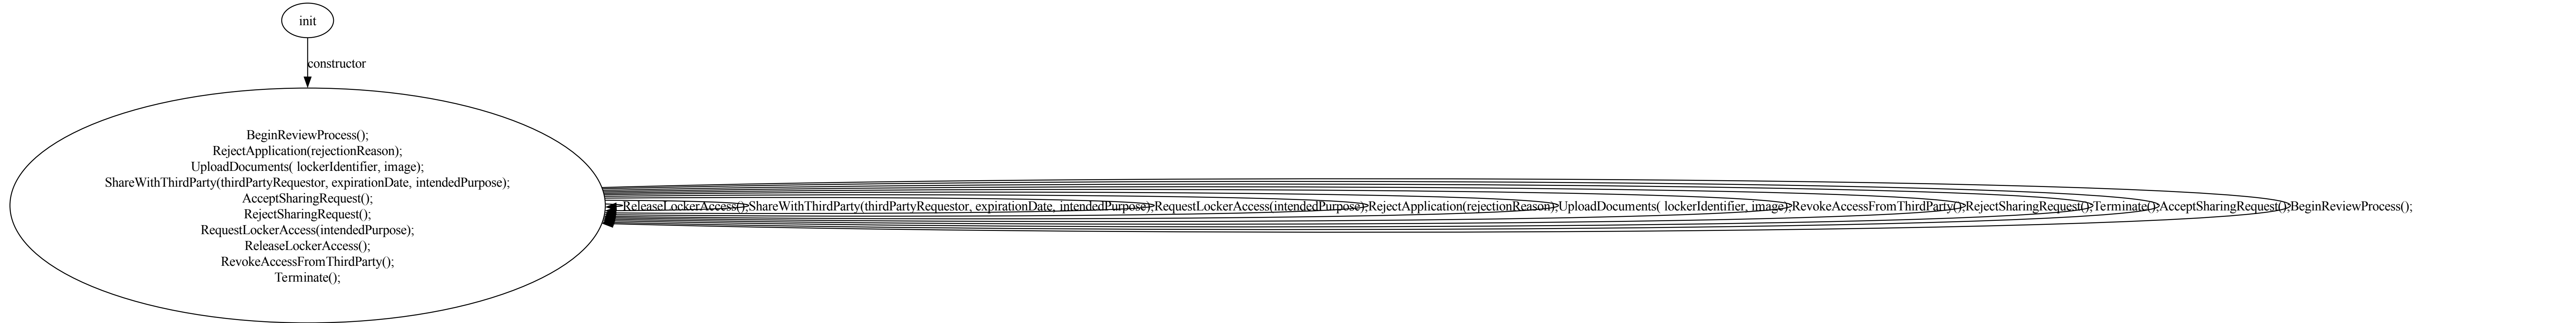 init
constructor
BeginReviewProcess();
RejectApplication(rejectionReason);
UploadDocuments( lockerIdentifier, image);
ShareWithThirdParty(thirdPartyRequestor, expirationDate, intendedPurpose);
AcceptSharingRequest();
RejectSharingRequest();
RequestLockerAccess(intendedPurpose);
ReleaseLockerAccess();
RevokeAccessFromThirdParty();
Terminate();
ReleaseLockerAccess(); ShareWithThirdParty(thirdPartyRequestor, expirationDate, intendedPurpose); RequestLockerAccess(intendedPurpose); RejectApplication(rejectionReason); UploadDocuments( lockerIdentifier, image); RevokeAccessFromThirdParty(); RejectSharingRequest(); Terminate(); AcceptSharingRequest(); BeginReviewProcess();